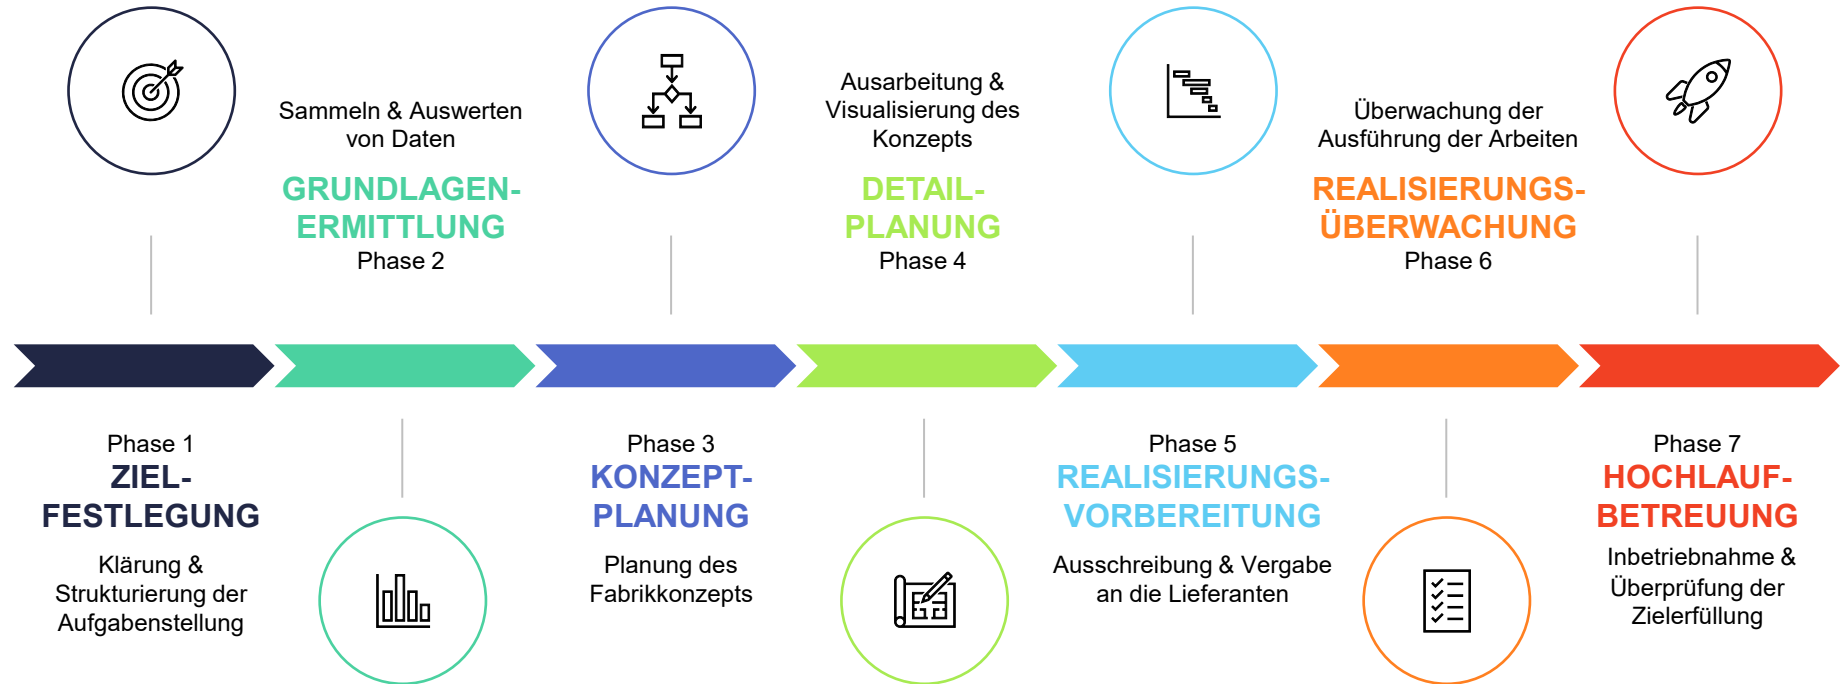 Phase 1
ZIEL-
FESTLEGUNG
Klärung &
Strukturierung der
Aufgabenstellung
Sammeln & Auswerten
von Daten
GRUNDLAGEN-
ERMITTLUNG
Phase 2
Phase 3
KONZEPT-
PLANUNG
Planung des
Fabrikkonzepts
Ausarbeitung &
Visualisierung des
Konzepts
DETAIL-
PLANUNG
Phase 4
Phase 5
REALISIERUNGS-
VORBEREITUNG
Ausschreibung & Vergabe
an die Lieferanten
Überwachung der
Ausführung der Arbeiten
REALISIERUNGS-
ÜBERWACHUNG
Phase 6
Phase 7
HOCHLAUF-
BETREUUNG
Inbetriebnahme &
Überprüfung der
Zielerfüllung